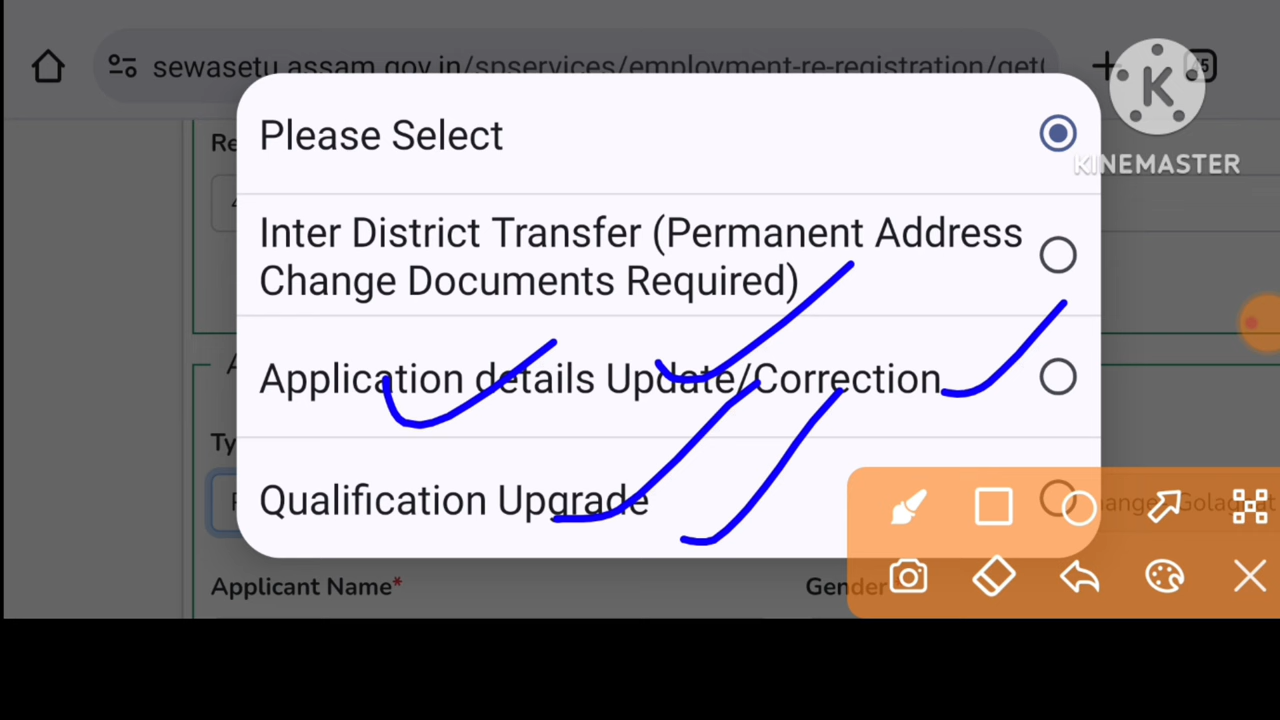 sewasetu.assam.gov.in/spservices/employment-re-registration/get
Please Select
KINEMASTER
Inter District Transfer (Permanent Address
Change Documents Required)
Application details Update/Correction
Qualification Upgrade
Applicant Name*
Gender